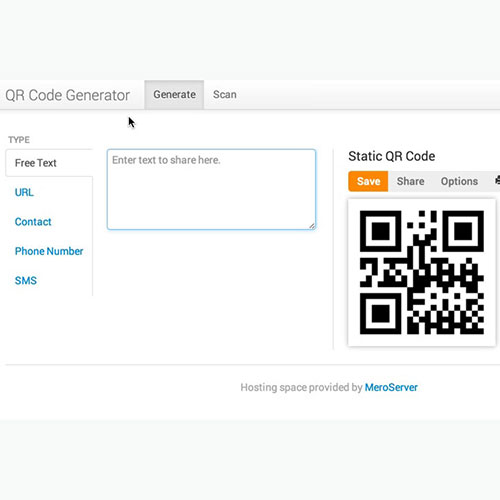 QR Code Generator Generate Scan
TYPE
Free Text
URL
Contact
Phone Number
SMS
Enter text to share here.
Static QR Code
Save Share Options
Hosting space provided by MeroServer